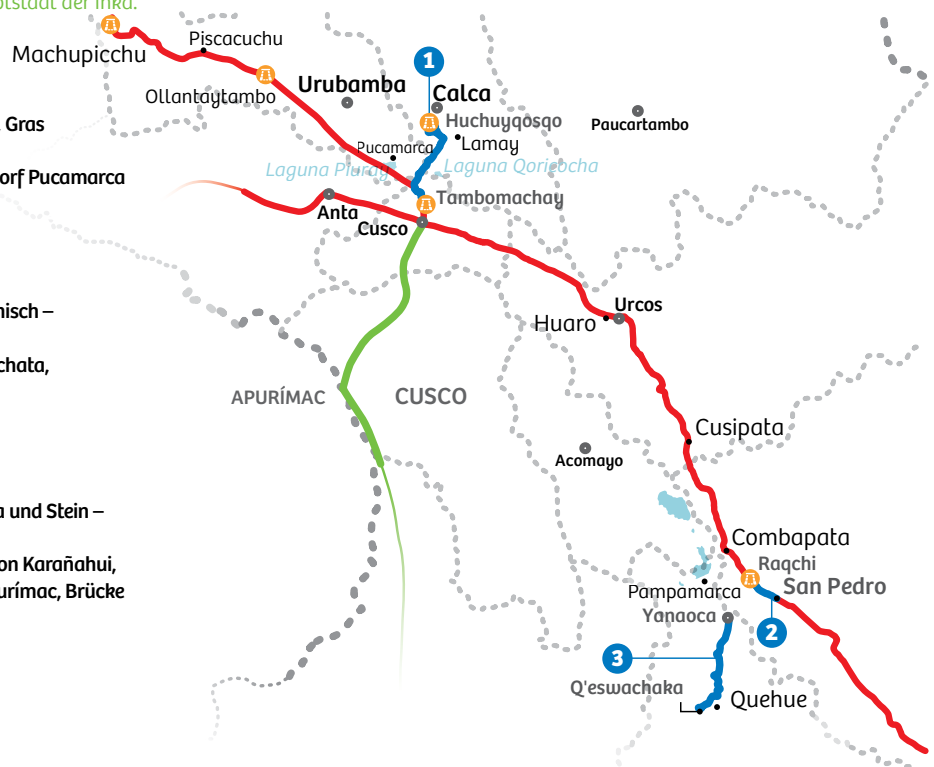 otstadt der Inka.
Machupicchu
Piscacuchu
Ollantaytambo
Urubamba
1
Calca
Huchuyqosqo
Lamay
Paucartambo
Gras
Pucamarca
Laguna Piuray
Laguna Qoricocha
orf Pucamarca
Tambomachay
Anta
Cusco
nisch –
Urcos
Huaro
chata,
APURÍMAC
CUSCO
Cusipata
Acomayo
a und Stein –
Combapata
Raqchi
on Karañahui,
Pampamarca
San Pedro
urímac, Brücke
Yanaoca
2
3
Q'eswachaka
Quehue